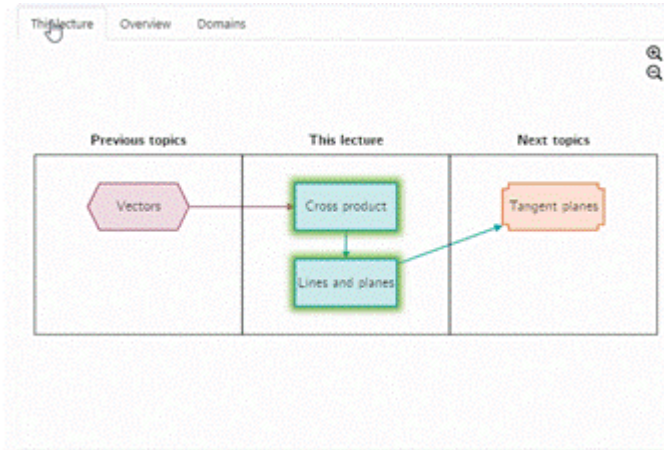 This lecture Overview Domains
Previous topics This lecture Next topics
Vectors Cross product Tangent planes
Lines and planes